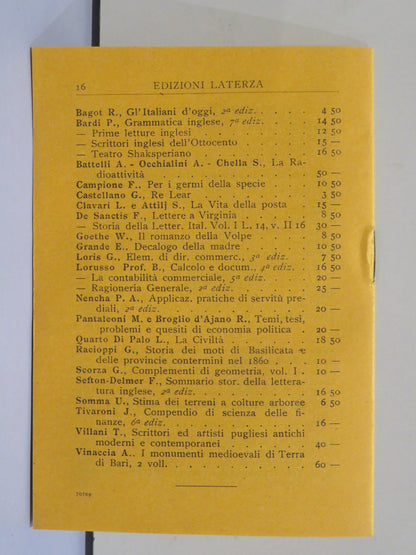 16 EDIZIONI LATERZA
Bagot R., Gl'Italiani d'oggi, 2ª ediz. . . . . 4 50
Bardi P., Grammatica inglese, 7ª ediz. . . . 14 50
— Prime letture inglesi . . . . . . . 12 50
— Scrittori inglesi dell'Ottocento . . . . . 15 —
— Teatro Shaksperiano . . . . . . . 16 50
Battelli A. - Occhialini A. - Chella S., La Ra-
dioattività . . . . . . . . . . 50 —
Campione F., Per i germi della specie . . . . 10 50
Castellano G., Re Lear . . . . . . . 3 50
Clavari L. e Attilj S., La Vita della posta . . 15 —
De Sanctis F., Lettere a Virginia . . . . . 8 50
— Storia della Letter. Ital. Vol. I L. 14, v. II 16 30 —
Goethe W., Il romanzo della Volpe . . . . 8 50
Grande E., Decalogo della madre . . . . . 10 50
Loris G., Elem. di dir. commerc., 3ª ediz. . . 7 50
Lorusso Prof. B., Calcolo e docum., 4ª ediz. . 16 50
— La contabilità commerciale, 5ª ediz. . . . 20 —
— Ragioneria Generale, 2ª ediz. . . . . . 25 —
Nencha P. A., Applicaz. pratiche di servitù pre-
diali, 2ª ediz. . . . . . . . . . 20 —
Pantaleoni M. e Broglio d'Ajano R., Temi, tesi,
problemi e quesiti di economia politica . . 20 —
Quarto Di Palo L., La Civiltà . . . . . 18 50
Racioppi G., Storia dei moti di Basilicata e
delle provincie contermini nel 1860 . . . 10 —
Scorza G., Complementi di geometria, vol. I . 10 —
Sefton-Delmer F., Sommario stor. della lettera-
tura inglese, 2ª ediz. . . . . . . . 16 50
Somma U., Stima dei terreni a colture arboree 6 50
Tivaroni J., Compendio di scienza delle fi-
nanze, 6ª ediz. . . . . . . . . . 16 —
Villani T., Scrittori ed artisti pugliesi antichi
moderni e contemporanei . . . . . . 40 —
Vinaccia A.. I monumenti medioevali di Terra
di Bari, 2 voll. . . . . . . . . . 60 —